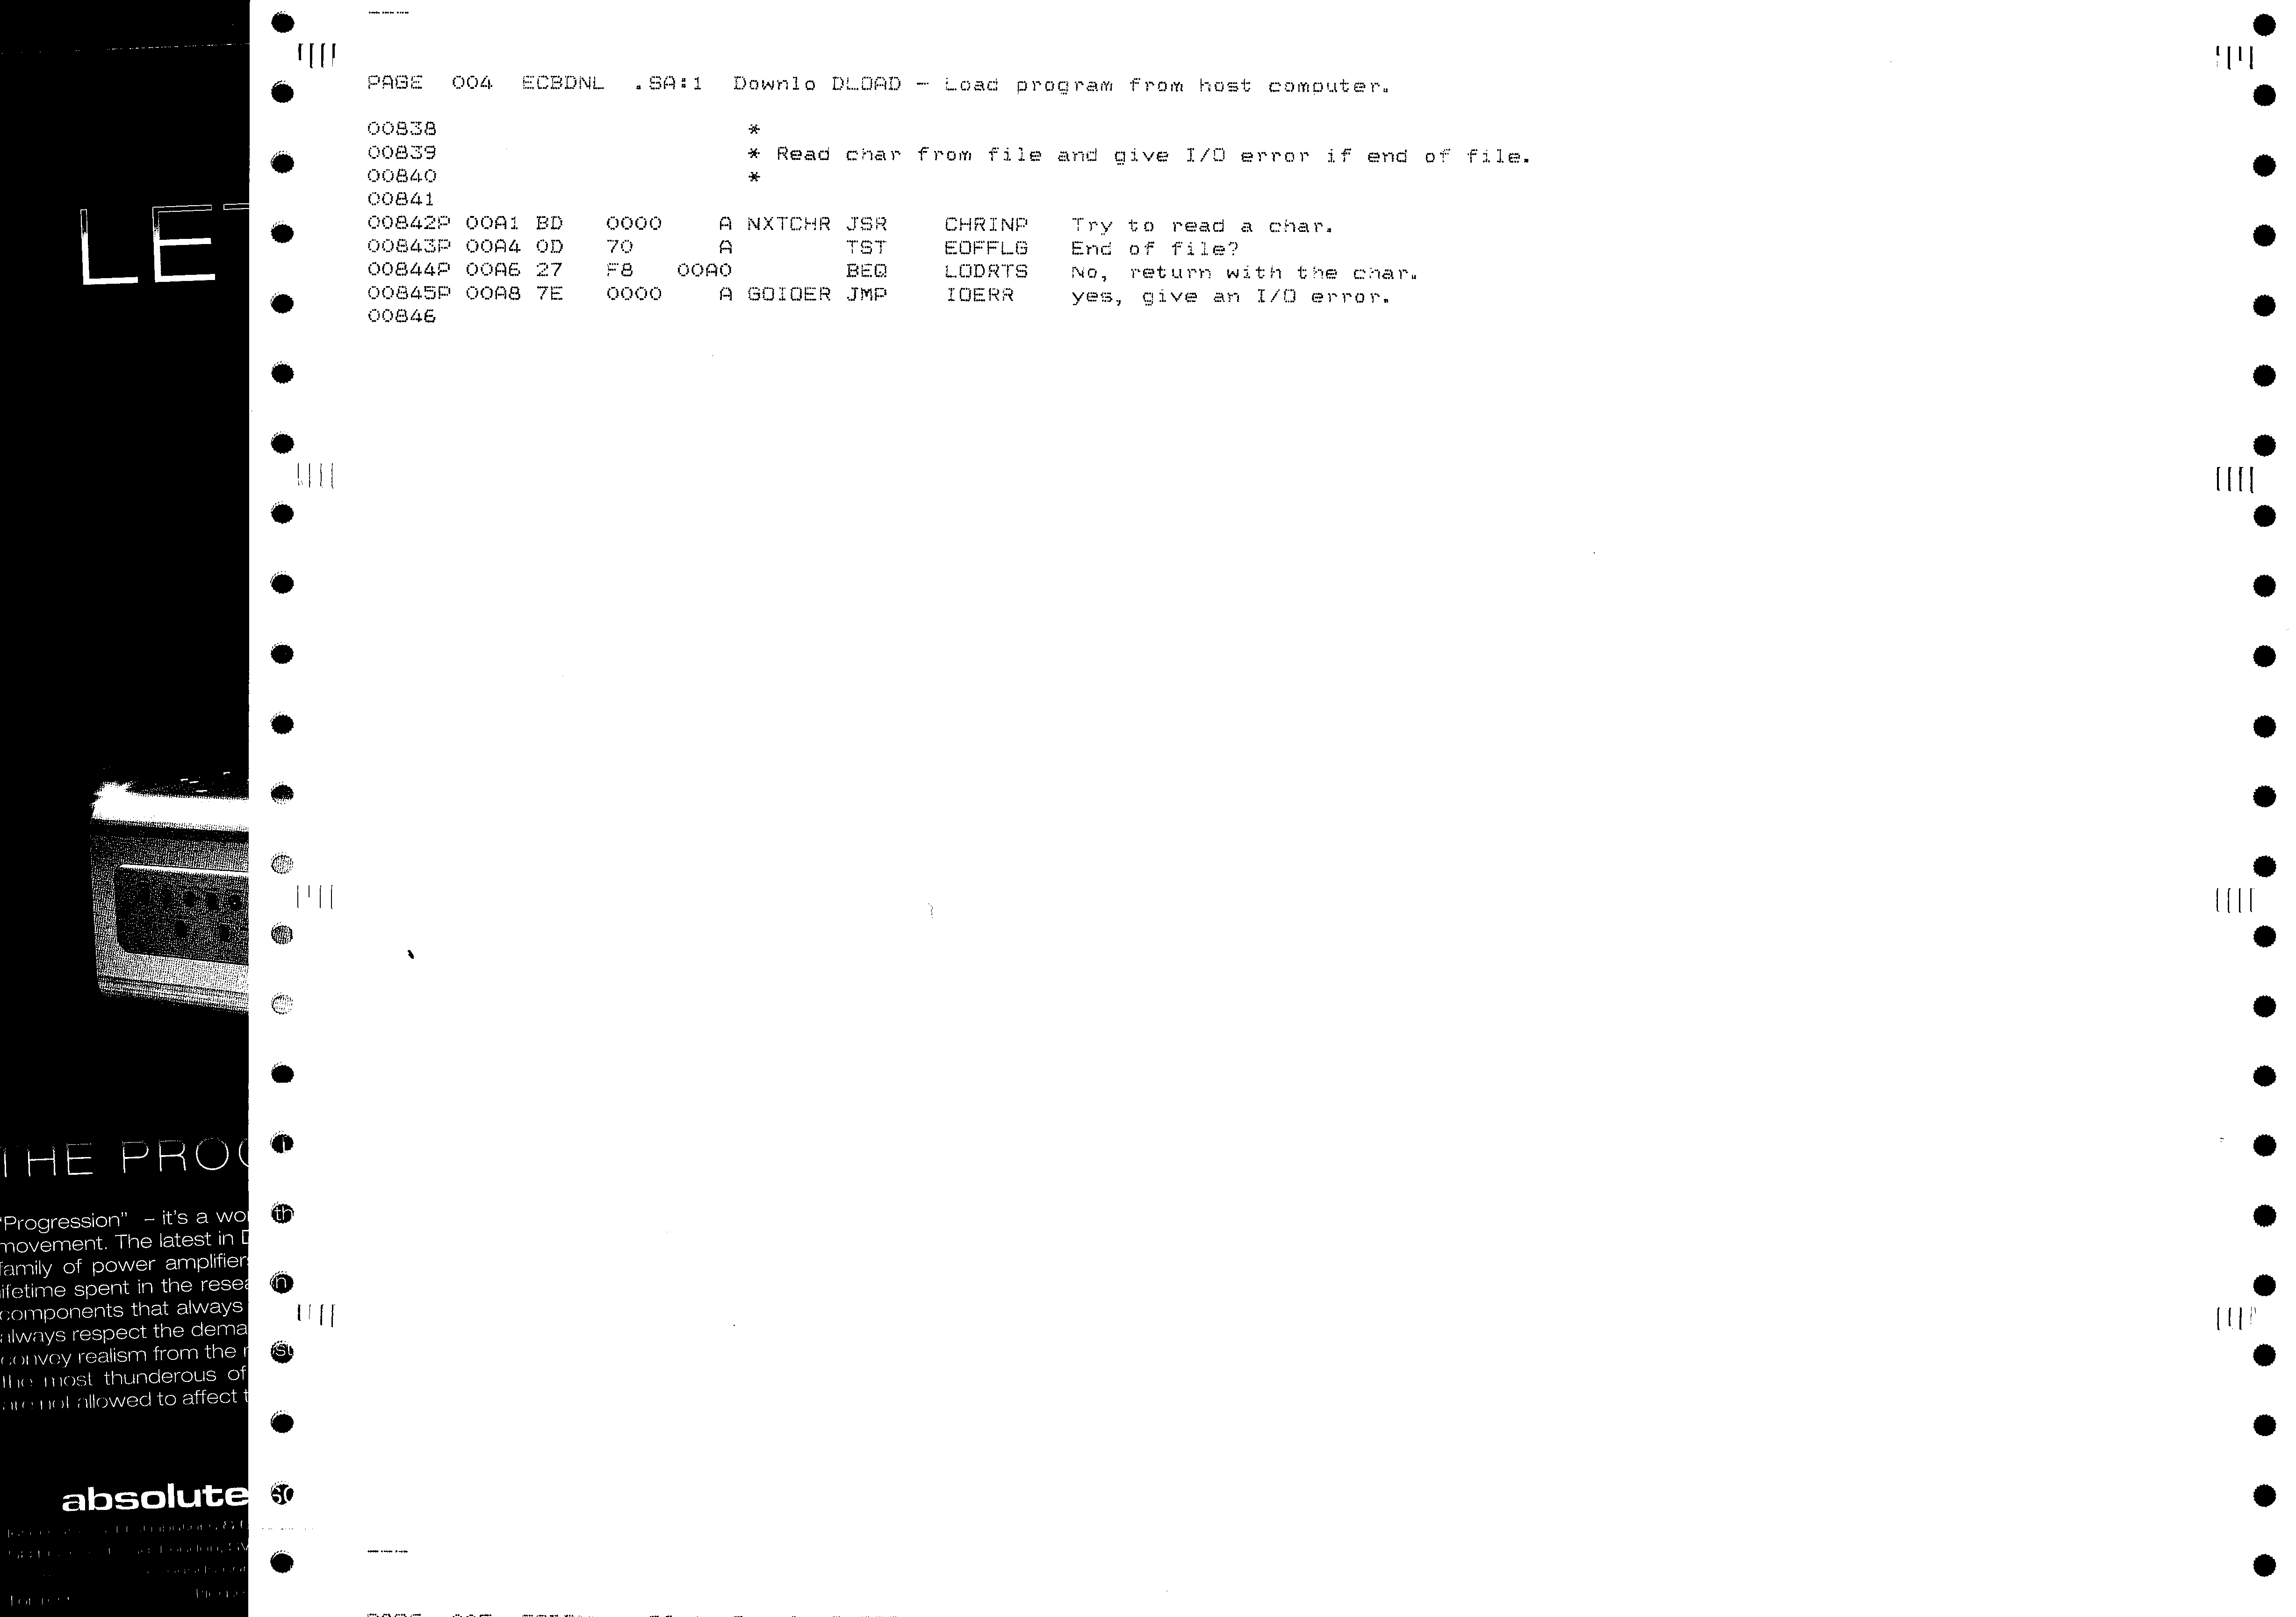 PAGE 004 ECBDNL .SA:1 Downlo DLOAD - Load program from host computer.
00838 *
00839 * Read char from file and give I/O error if end of file.
00840 *
00841
00842P 00A1 BD 0000 A NXTCHR JSR CHRINP Try to read a char.
00843P 00A4 0D 70 A TST EOFFLG End of file?
00844P 00A6 27 F8 00A0 BEQ LODRTS No, return with the char.
00845P 00A8 7E 0000 A GOIOER JMP IOERR yes, give an I/O error.
00846
LET
THE PROG
"Progression" – it's a wo
movement. The latest in D
family of power amplifier
lifetime spent in the resea
components that always
always respect the dema
convey realism from the
the most thunderous of
are not allowed to affect t
absolute